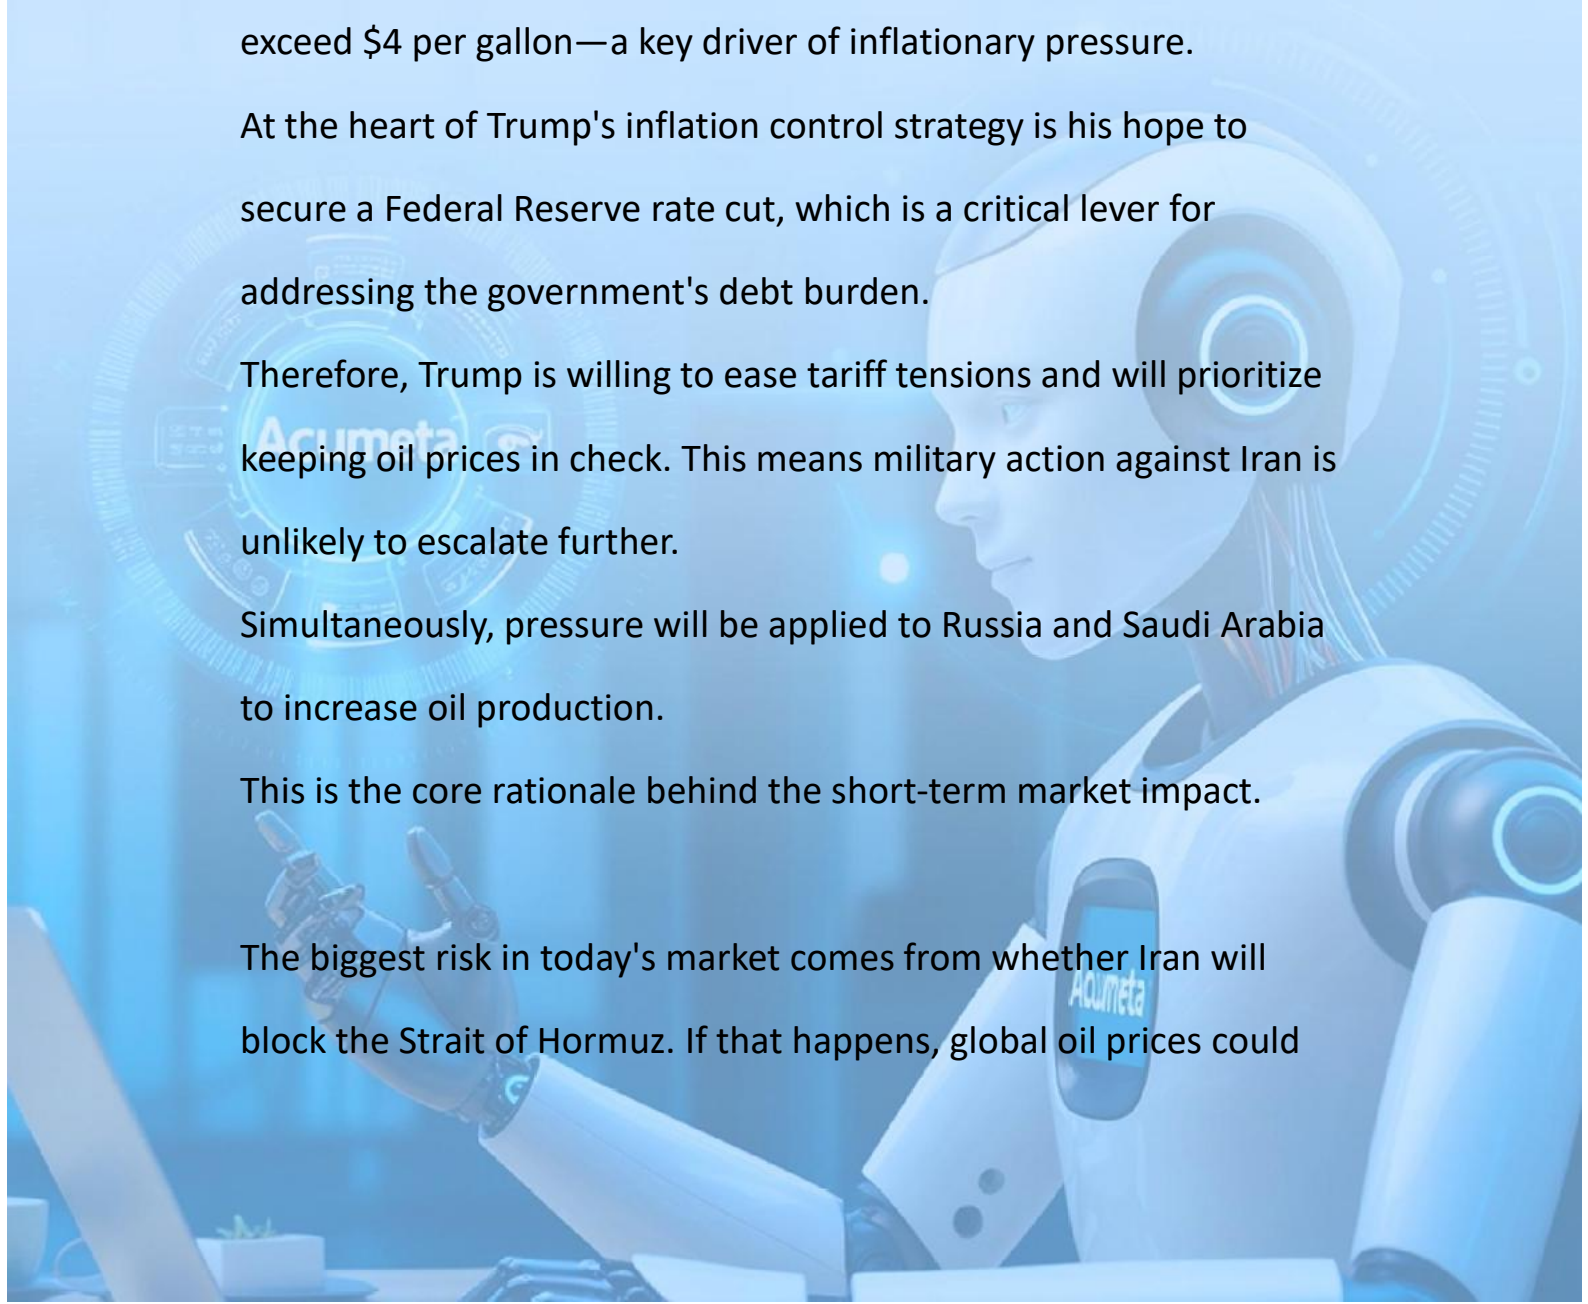 exceed $4 per gallon—a key driver of inflationary pressure.
At the heart of Trump's inflation control strategy is his hope to
secure a Federal Reserve rate cut, which is a critical lever for
addressing the government's debt burden.
Therefore, Trump is willing to ease tariff tensions and will prioritize
Acumeta
keeping oil prices in check. This means military action against Iran is
unlikely to escalate further.
Simultaneously, pressure will be applied to Russia and Saudi Arabia
to increase oil production.
This is the core rationale behind the short-term market impact.
The biggest risk in today's market comes from whether Iran will
Acumeta
block the Strait of Hormuz. If that happens, global oil prices could